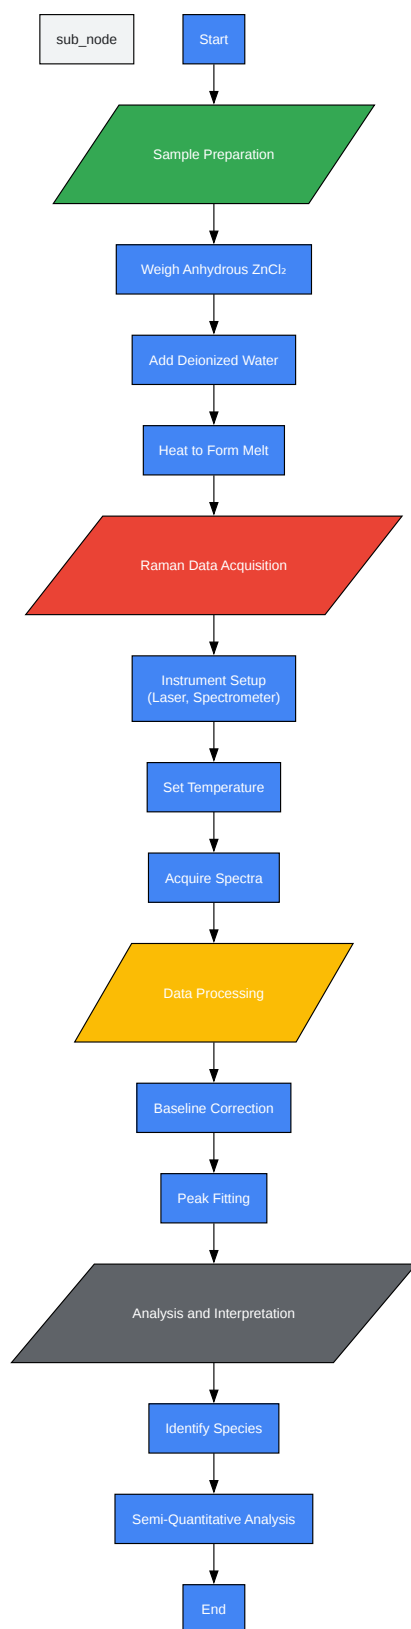 sub_node
Start
Sample Preparation
Weigh Anhydrous ZnCl₂
Add Deionized Water
Heat to Form Melt
Raman Data Acquisition
Instrument Setup
(Laser, Spectrometer)
Set Temperature
Acquire Spectra
Data Processing
Baseline Correction
Peak Fitting
Analysis and Interpretation
Identify Species
Semi-Quantitative Analysis
End